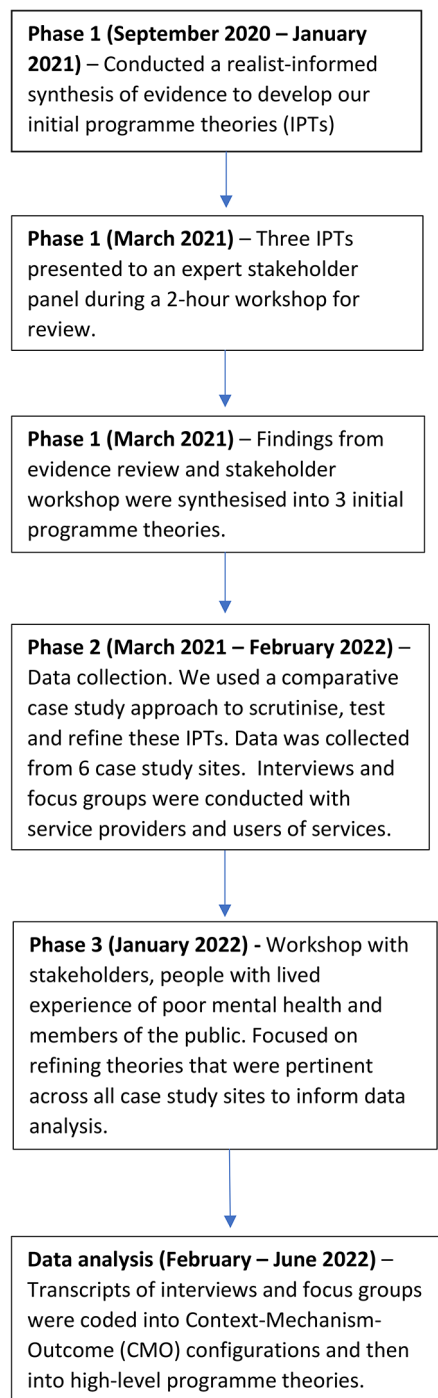 Phase 1 (September 2020 – January
2021) – Conducted a realist-informed
synthesis of evidence to develop our
initial programme theories (IPTs)
Phase 1 (March 2021) – Three IPTs
presented to an expert stakeholder
panel during a 2-hour workshop for
review.
Phase 1 (March 2021) – Findings from
evidence review and stakeholder
workshop were synthesised into 3 initial
programme theories.
Phase 2 (March 2021 – February 2022) –
Data collection. We used a comparative
case study approach to scrutinise, test
and refine these IPTs. Data was collected
from 6 case study sites.  Interviews and
focus groups were conducted with
service providers and users of services.
Phase 3 (January 2022) - Workshop with
stakeholders, people with lived
experience of poor mental health and
members of the public. Focused on
refining theories that were pertinent
across all case study sites to inform data
analysis.
Data analysis (February – June 2022) –
Transcripts of interviews and focus groups
were coded into Context-Mechanism-
Outcome (CMO) configurations and then
into high-level programme theories.